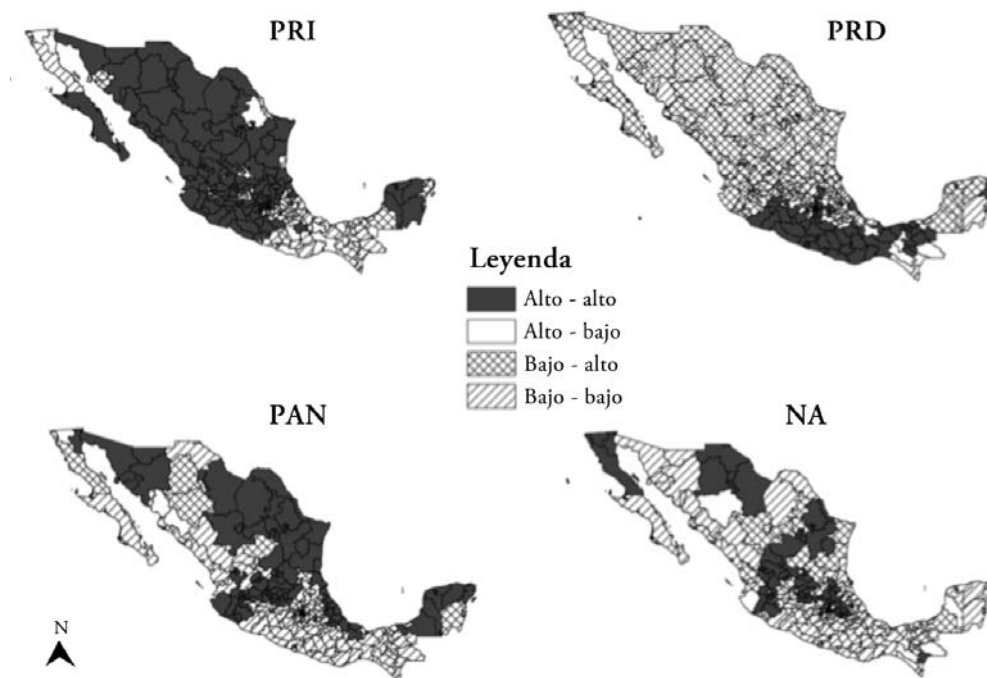 PRI
PRD
Leyenda
Alto - alto
Alto - bajo
Bajo - alto
Bajo - bajo
PAN
NA
N